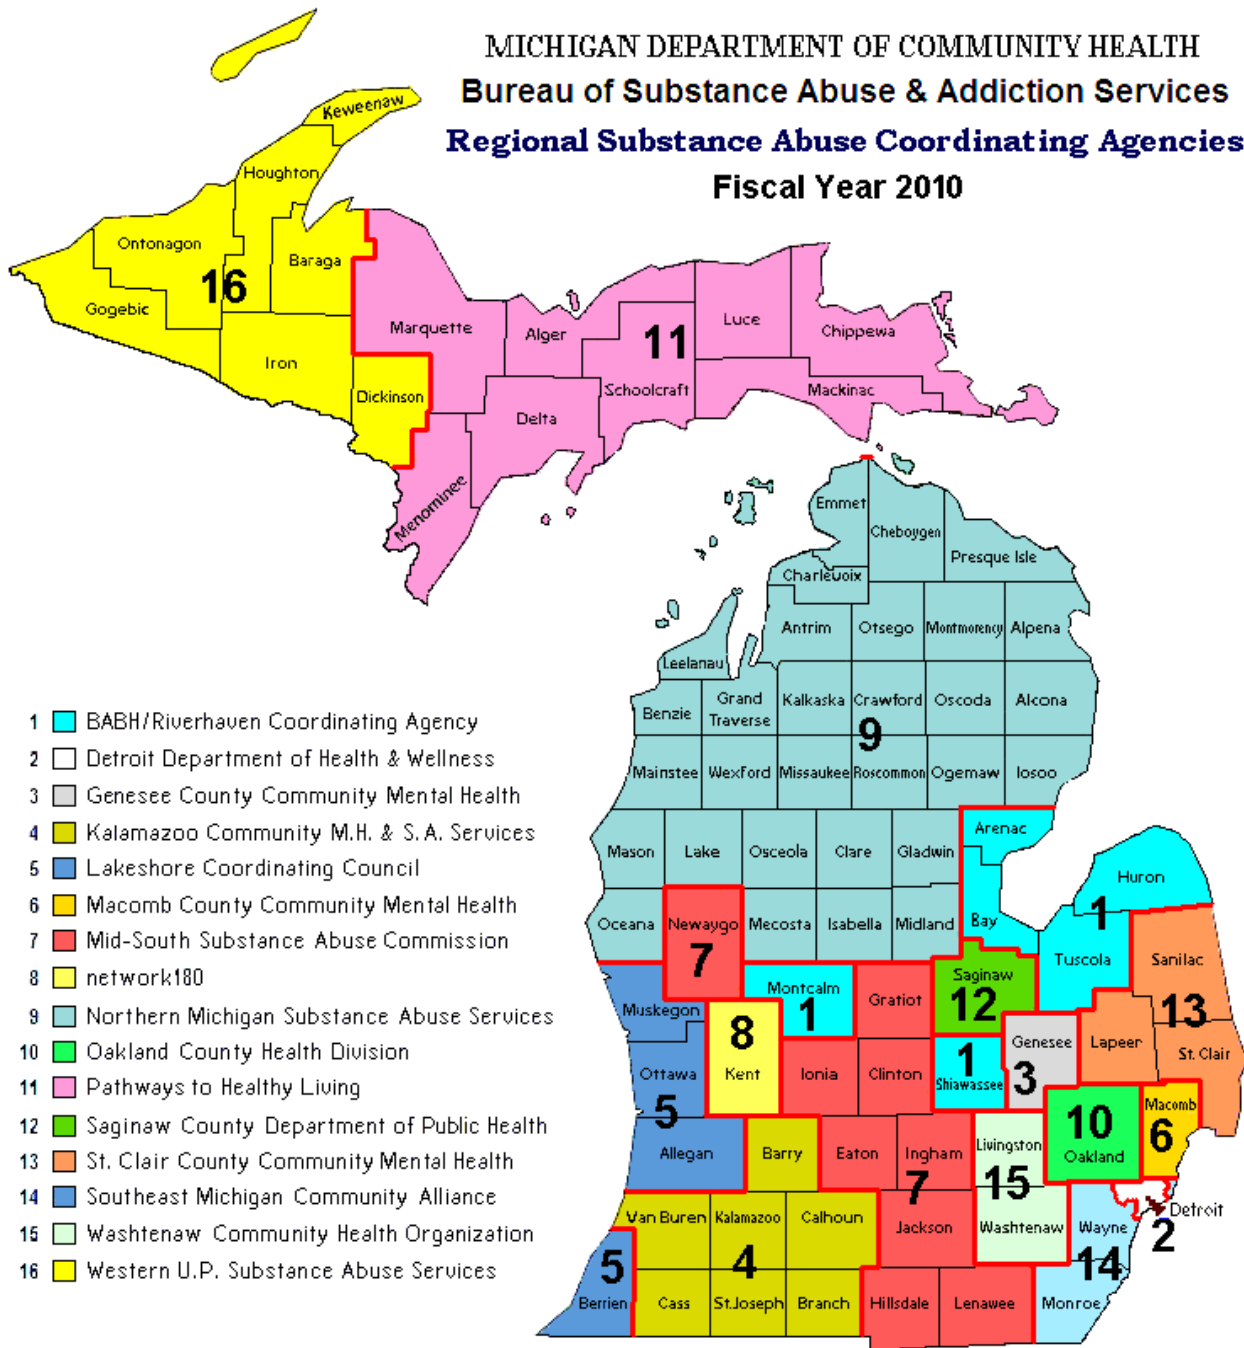 MICHIGAN DEPARTMENT OF COMMUNITY HEALTH
Bureau of Substance Abuse & Addiction Services
Regional Substance Abuse Coordinating Agencies
Fiscal Year 2010
Keweenaw
Houghton
Ontonagon
Baraga
16
Gogebic
Iron
Dickinson
Marquette
Alger
11
Luce
Chippewa
Schoolcraft
Mackinac
Delta
Menominee
Emmet
Cheboygen
Presque Isle
Charlevoix
Antrim
Otsego
Montmorency
Alpena
Leelanau
Benzie
Grand
Traverse
Kalkaska
Crawford
Oscoda
Alcona
9
Mainstee
Wexford
Missaukee
Roscommon
Ogemaw
Iosoo
Mason
Lake
Osceola
Clare
Gladwin
Arenac
Huron
Oceana
Newaygo
Mecosta
Isabella
Midland
Bay
1
7
Tuscola
Sanilac
Muskegon
Montcalm
1
Gratiot
Saginaw
12
13
8
Kent
Ottawa
5
Ionia
Clinton
1
Shiawassee
Genesee
3
Lapeer
St. Clair
Allegan
Barry
Eaton
Ingham
7
Livingston
15
10
Oakland
Macomb
6
Van Buren
Kalamazoo
Calhoun
Jackson
Washtenaw
Wayne
14
Detroit
2
5
Berrien
4
Cass
St.Joseph
Branch
Hillsdale
Lenawee
Monroe
1 BABH/Riverhaven Coordinating Agency
2 Detroit Department of Health & Wellness
3 Genesee County Community Mental Health
4 Kalamazoo Community M.H. & S.A. Services
5 Lakeshore Coordinating Council
6 Macomb County Community Mental Health
7 Mid-South Substance Abuse Commission
8 network180
9 Northern Michigan Substance Abuse Services
10 Oakland County Health Division
11 Pathways to Healthy Living
12 Saginaw County Department of Public Health
13 St. Clair County Community Mental Health
14 Southeast Michigan Community Alliance
15 Washtenaw Community Health Organization
16 Western U.P. Substance Abuse Services